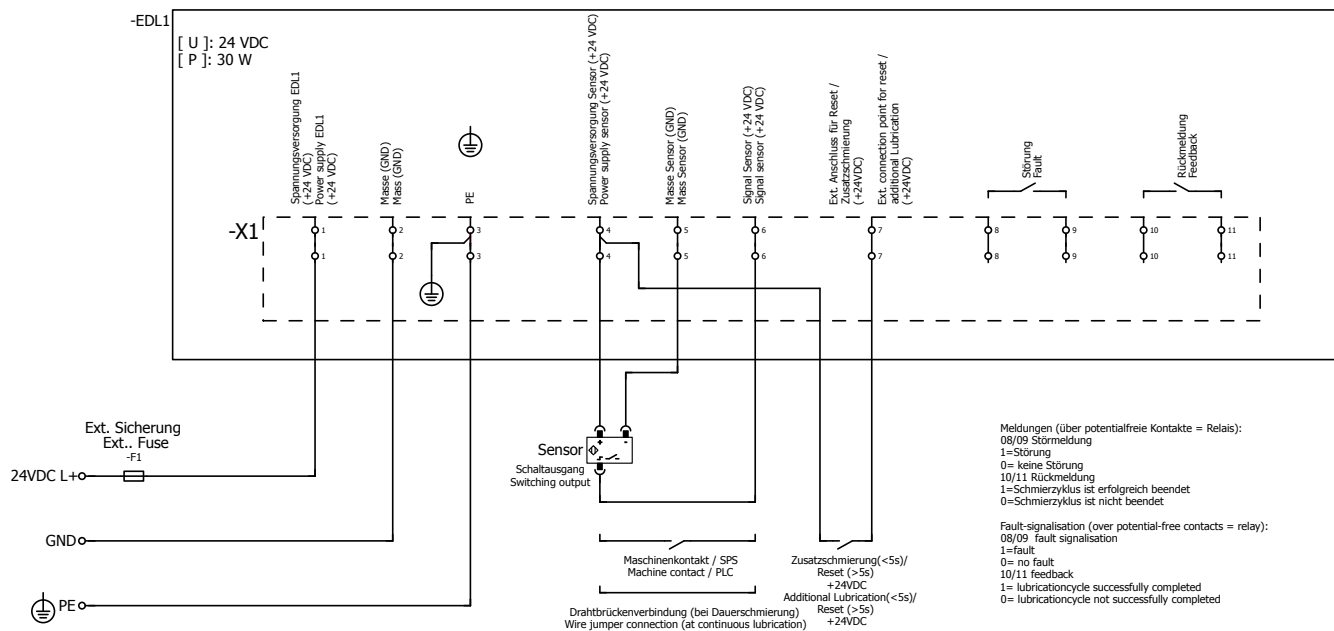 -EDL1
[ U ]: 24 VDC
[ P ]: 30 W
Spannungsversorgung EDL1
(+24 VDC)
Power supply EDL1
(+24 VDC)
Masse (GND)
Mass (GND)
PE
Spannungsversorgung Sensor (+24 VDC)
Power supply sensor (+24 VDC)
Masse Sensor (GND)
Mass Sensor (GND)
Signal Sensor (+24 VDC)
Signal sensor (+24 VDC)
Ext. Anschluss für Reset /
Zusatzschmierung
(+24VDC)
Ext. connection point for reset /
additional Lubrication
(+24VDC)
Störung
Fault
Rückmeldung
Feedback
-X1
1 2 3 4 5 6 7 8 9 10 11
1 2 3 4 5 6 7 8 9 10 11
Ext. Sicherung
Ext.. Fuse
-F1
24VDC L+
GND
PE
Sensor
+ -
Schaltausgang
Switching output
Maschinenkontakt / SPS
Machine contact / PLC
Drahtbrückenverbindung (bei Dauerschmierung)
Wire jumper connection (at continuous lubrication)
Zusatzschmierung(<5s)/
Reset (>5s)
+24VDC
Additional Lubrication(<5s)/
Reset (>5s)
+24VDC
Meldungen (über potentialfreie Kontakte = Relais):
08/09 Störmeldung
1=Störung
0= keine Störung
10/11 Rückmeldung
1=Schmierzyklus ist erfolgreich beendet
0=Schmierzyklus ist nicht beendet
Fault-signalisation (over potential-free contacts = relay):
08/09 fault signalisation
1=fault
0= no fault
10/11 feedback
1= lubricationcycle successfully completed
0= lubricationcycle not successfully completed